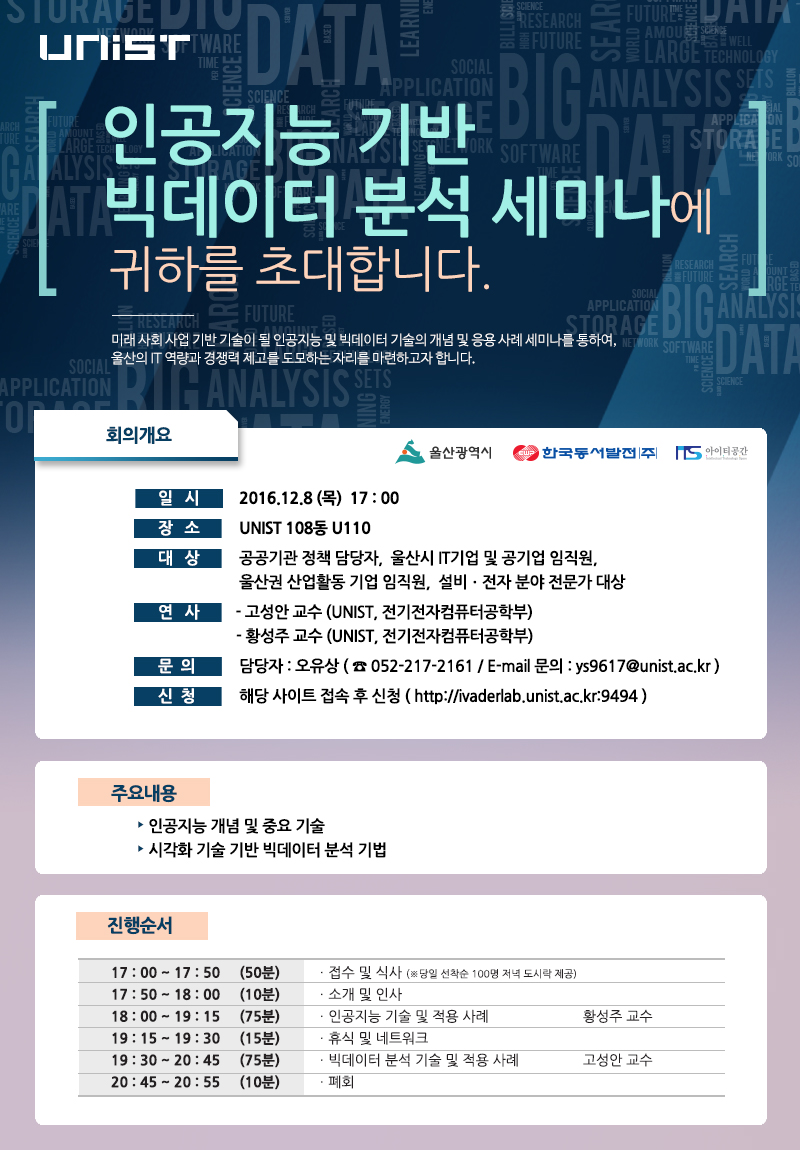 UNIST
인공지능 기반
빅데이터 분석 세미나에
귀하를 초대합니다.
미래 사회 사업 기반 기술이 될 인공지능 및 빅데이터 기술의 개념 및 응용 사례 세미나를 통하여,
울산의 IT 역량과 경쟁력 제고를 도모하는 자리를 마련하고자 합니다.
회의개요
울산광역시 한국동서발전(주) ITS 아이티공간
일 시 2016.12.8 (목) 17 : 00
장 소 UNIST 108동 U110
대 상 공공기관 정책 담당자, 울산시 IT기업 및 공기업 임직원,
울산권 산업활동 기업 임직원, 설비 · 전자 분야 전문가 대상
연 사 - 고성안 교수 (UNIST, 전기전자컴퓨터공학부)
- 황성주 교수 (UNIST, 전기전자컴퓨터공학부)
문 의 담당자 : 오유상 ( ☎ 052-217-2161 / E-mail 문의 : ys9617@unist.ac.kr )
신 청 해당 사이트 접속 후 신청 ( http://ivaderlab.unist.ac.kr:9494 )
주요내용
▸ 인공지능 개념 및 중요 기술
▸ 시각화 기술 기반 빅데이터 분석 기법
진행순서
17 : 00 ~ 17 : 50 (50분) · 접수 및 식사 (※당일 선착순 100명 저녁 도시락 제공)
17 : 50 ~ 18 : 00 (10분) · 소개 및 인사
18 : 00 ~ 19 : 15 (75분) · 인공지능 기술 및 적용 사례 황성주 교수
19 : 15 ~ 19 : 30 (15분) · 휴식 및 네트워크
19 : 30 ~ 20 : 45 (75분) · 빅데이터 분석 기술 및 적용 사례 고성안 교수
20 : 45 ~ 20 : 55 (10분) · 폐회